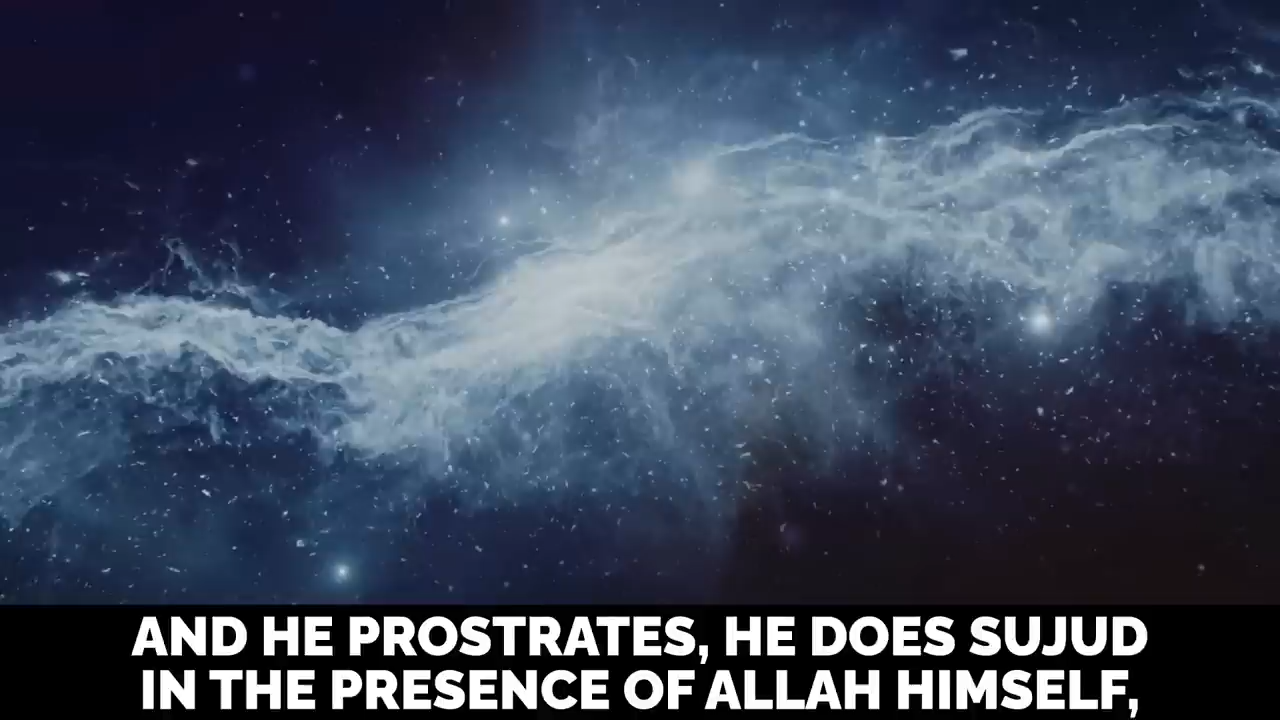 AND HE PROSTRATES, HE DOES SUJUD
IN THE PRESENCE OF ALLAH HIMSELF,